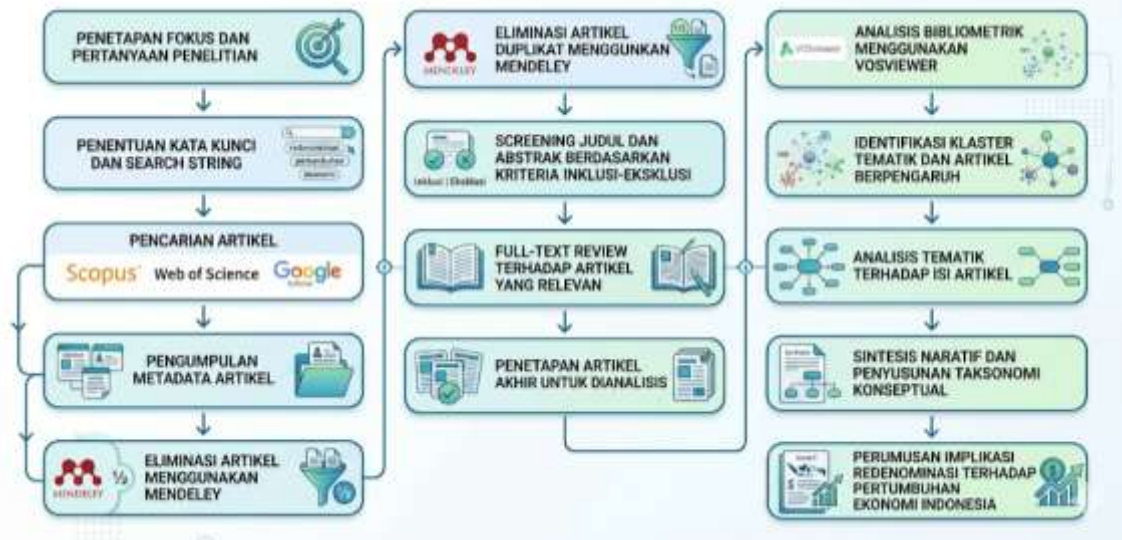 PENETAPAN FOKUS DAN
PERTANYAAN PENELITIAN
PENENTUAN KATA KUNCI
DAN SEARCH STRING
PENCARIAN ARTIKEL
Scopus Web of Science Google
PENGUMPULAN
METADATA ARTIKEL
MENDELEY
ELIMINASI ARTIKEL
MENGGUNAKAN
MENDELEY
MENDELEY
ELIMINASI ARTIKEL
DUPLIKAT MENGGUNKAN
MENDELEY
SCREENING JUDUL DAN
ABSTRAK BERDASARKAN
KRITERIA INKLUSI-EKSKLUSI
FULL-TEXT REVIEW
TERHADAP ARTIKEL
YANG RELEVAN
PENETAPAN ARTIKEL
AKHIR UNTUK DIANALISIS
ANALISIS BIBLIOMETRIK
MENGGUNAKAN
VOSVIEWER
IDENTIFIKASI KLASTER
TEMATIK DAN ARTIKEL
BERPENGARUH
ANALISIS TEMATIK
TERHADAP ISI ARTIKEL
SINTESIS NARATIF DAN
PENYUSUNAN TAKSONOMI
KONSEPTUAL
PERUMUSAN IMPLIKASI
REDENOMINASI TERHADAP
PERTUMBUHAN
EKONOMI INDONESIA